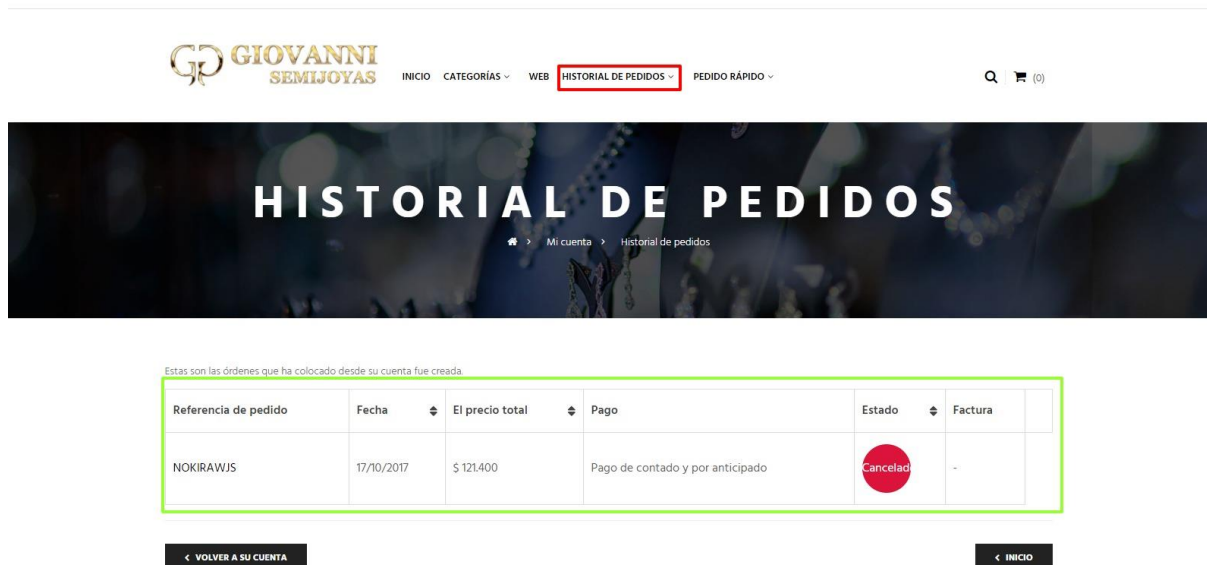 GIOVANNI
SEMIJOYAS
INICIO CATEGORÍAS WEB HISTORIAL DE PEDIDOS PEDIDO RÁPIDO (0)
HISTORIAL DE PEDIDOS
> Mi cuenta > Historial de pedidos
Estas son las órdenes que ha colocado desde su cuenta fue creada.
Referencia de pedido Fecha El precio total Pago Estado Factura
NOKIRAWJS 17/10/2017 $ 121.400 Pago de contado y por anticipado Cancelad -
< VOLVER A SU CUENTA < INICIO